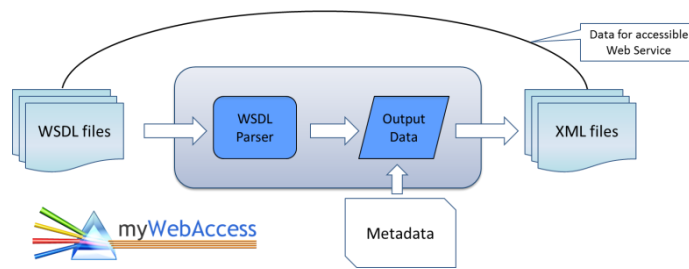 Data for accessible
Web Service
WSDL files
WSDL
Parser
Output
Data
XML files
Metadata
myWebAccess